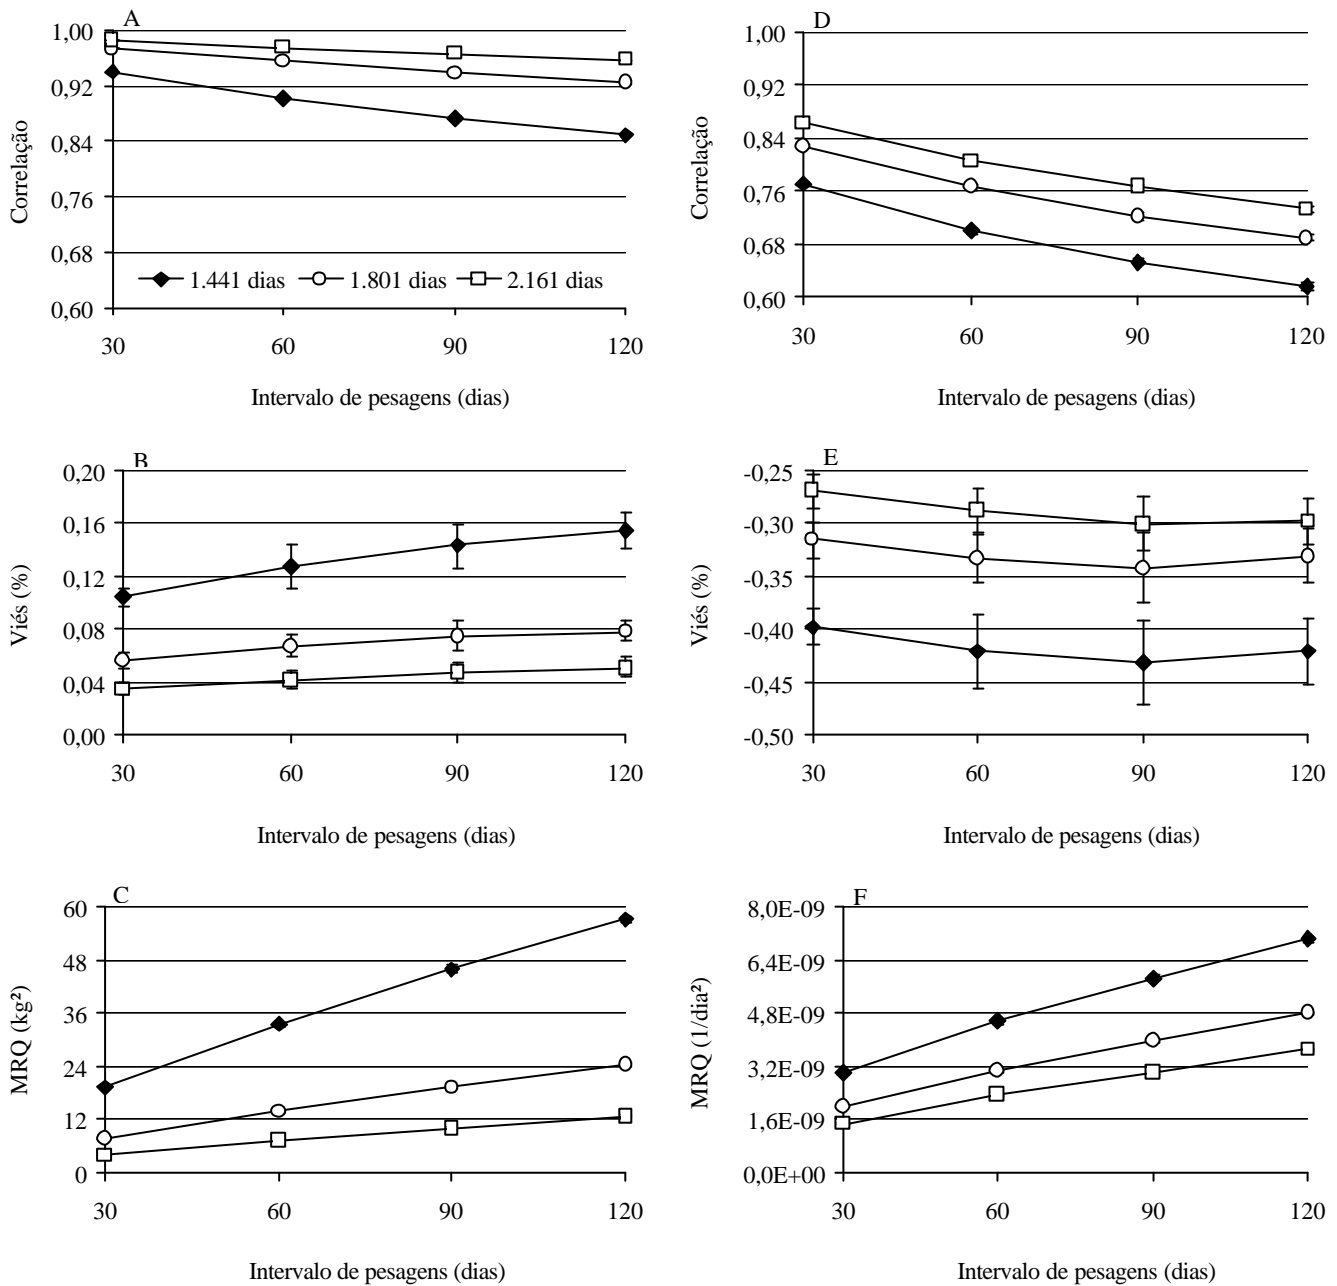 A
Correlação
1,00
0,92
0,84
0,76
0,68
0,60
1.441 dias 1.801 dias 2.161 dias
30 60 90 120
Intervalo de pesagens (dias)
D
Correlação
1,00
0,92
0,84
0,76
0,68
0,60
30 60 90 120
Intervalo de pesagens (dias)
B
Viés (%)
0,20
0,16
0,12
0,08
0,04
0,00
30 60 90 120
Intervalo de pesagens (dias)
E
Viés (%)
-0,25
-0,30
-0,35
-0,40
-0,45
-0,50
30 60 90 120
Intervalo de pesagens (dias)
C
MRQ (kg²)
60
48
36
24
12
0
30 60 90 120
Intervalo de pesagens (dias)
F
MRQ (1/dia²)
8,0E-09
6,4E-09
4,8E-09
3,2E-09
1,6E-09
0,0E+00
30 60 90 120
Intervalo de pesagens (dias)